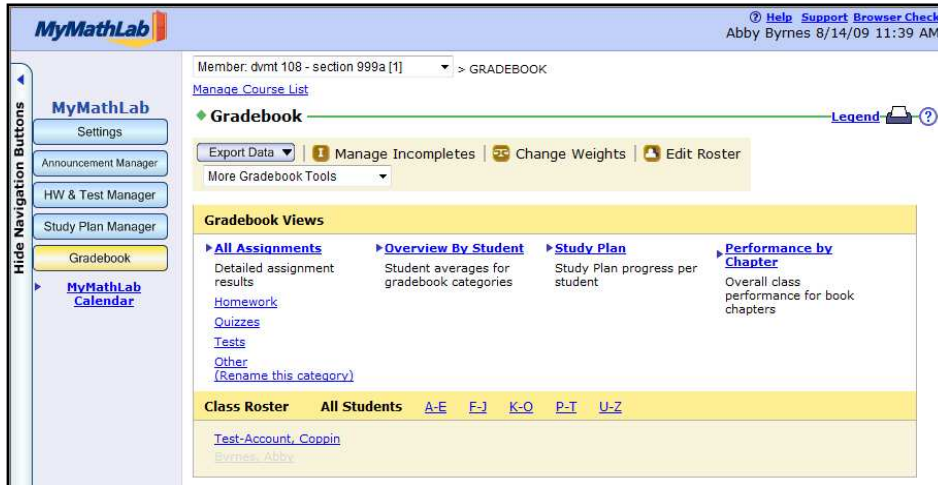 MyMathLab
Help Support Browser Check
Abby Byrnes 8/14/09 11:39 AM
Hide Navigation Buttons
MyMathLab
Settings
Announcement Manager
HW & Test Manager
Study Plan Manager
Gradebook
MyMathLab
Calendar
Member: dvmt 108 - section 999a [1] > GRADEBOOK
Manage Course List
Gradebook
Legend
Export Data | Manage Incompletes | Change Weights | Edit Roster
More Gradebook Tools
Gradebook Views
All Assignments
Detailed assignment
results
Homework
Quizzes
Tests
Other
(Rename this category)
Overview By Student
Student averages for
gradebook categories
Study Plan
Study Plan progress per
student
Performance by
Chapter
Overall class
performance for book
chapters
Class Roster All Students A-E F-J K-O P-T U-Z
Test-Account, Coppin
Byrnes, Abby